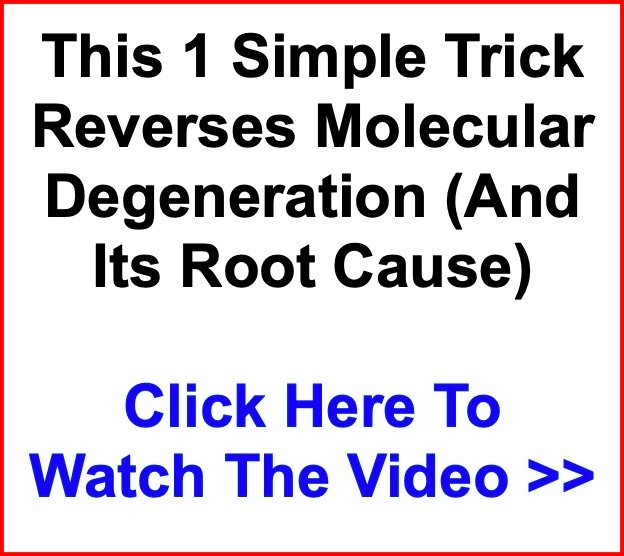 This 1 Simple Trick
Reverses Molecular
Degeneration (And
Its Root Cause)
Click Here To
Watch The Video >>